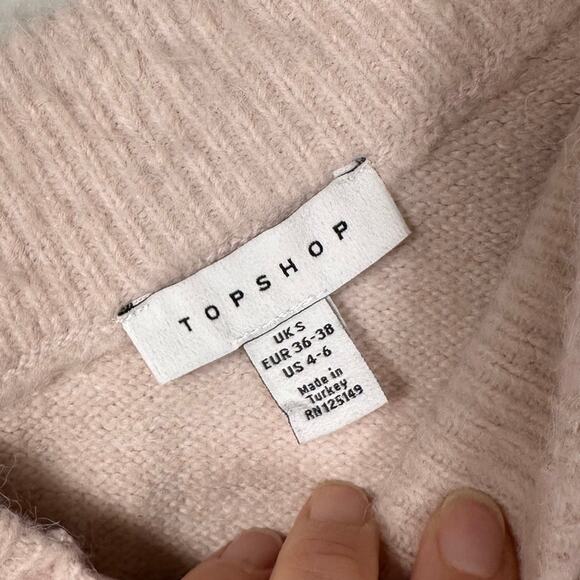 TOPSHOP
UK S
EUR 36-38
US 4-6
Made in
Turkey
RN125149